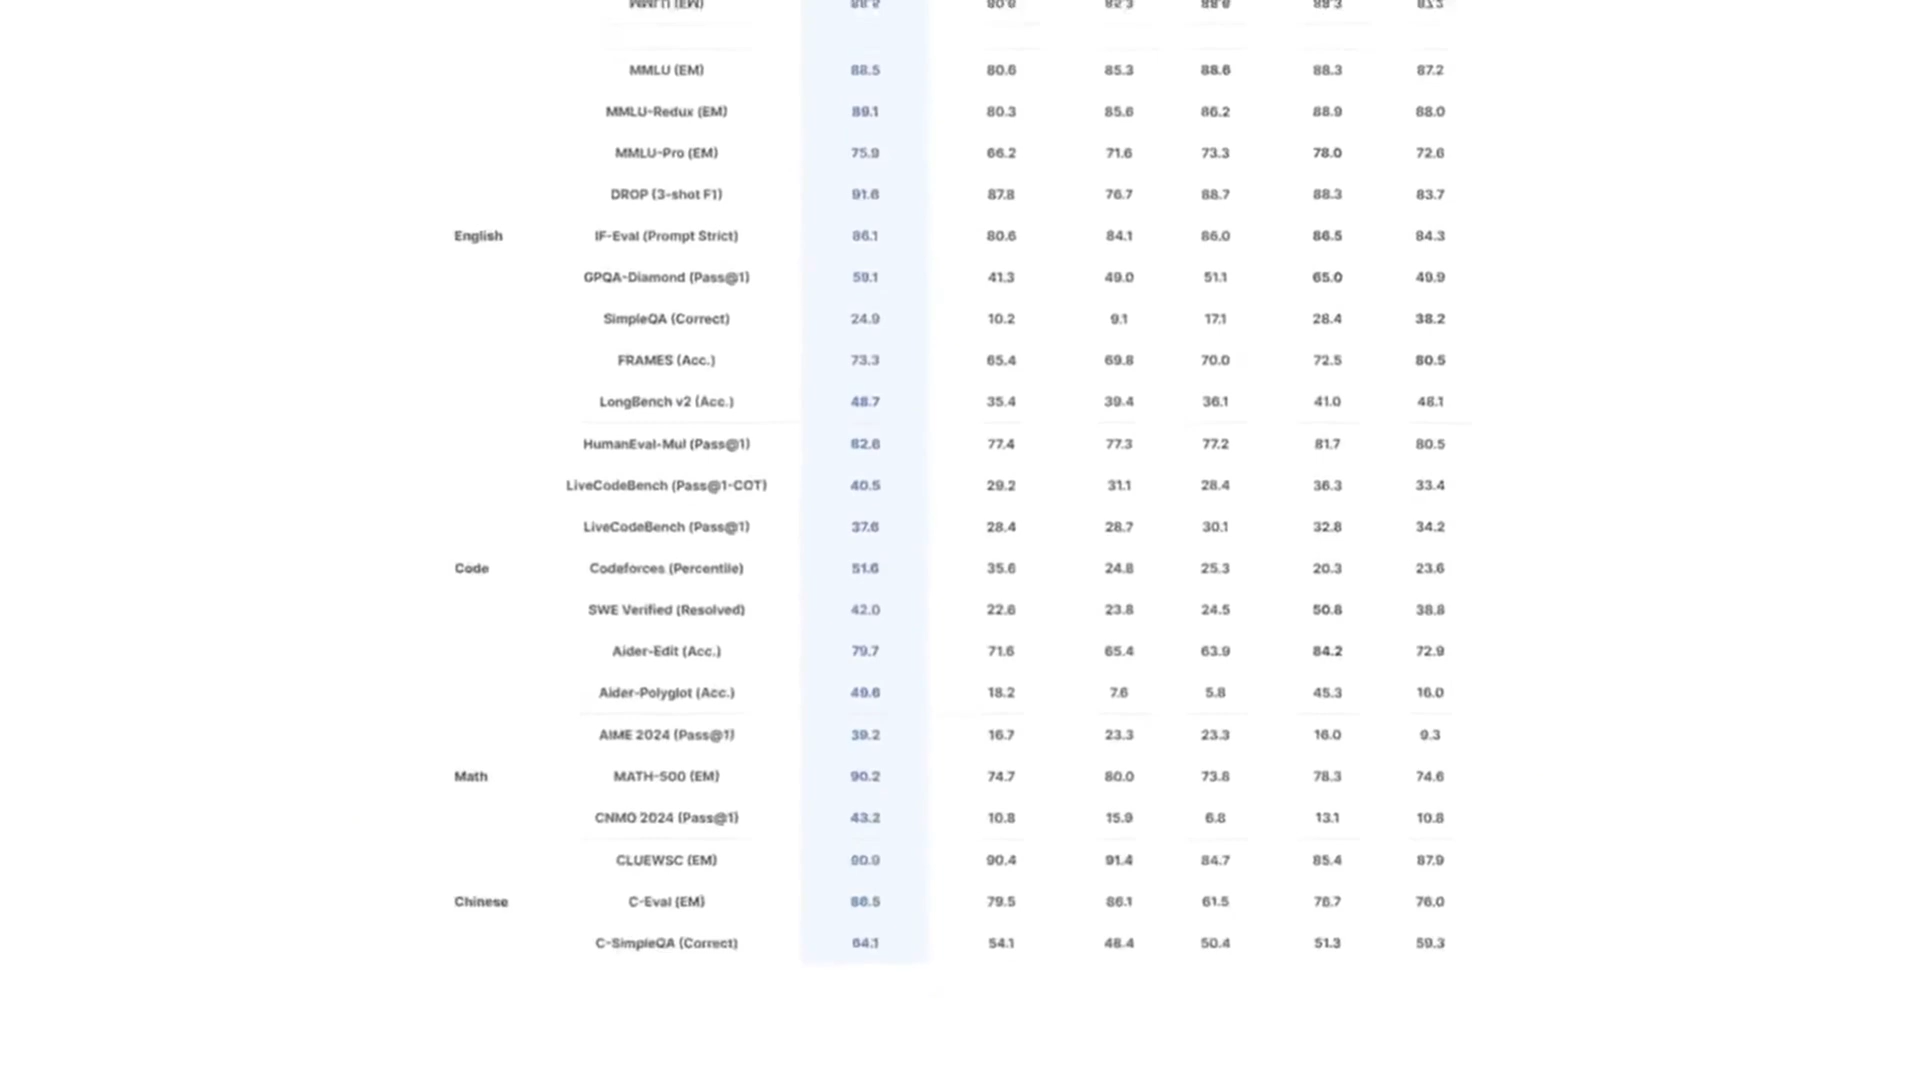 MMLU (EM) 88.5 80.6 85.3 88.6 88.3 87.2
MMLU-Redux (EM) 89.1 80.3 85.6 86.2 88.9 88.0
MMLU-Pro (EM) 75.9 66.2 71.6 73.3 78.0 72.6
DROP (3-shot F1) 91.6 87.8 76.7 88.7 88.3 83.7
English IF-Eval (Prompt Strict) 86.1 80.6 84.1 86.0 86.5 84.3
GPQA-Diamond (Pass@1) 59.1 41.3 49.0 51.1 65.0 49.9
SimpleQA (Correct) 24.9 10.2 9.1 17.1 28.4 38.2
FRAMES (Acc.) 73.3 65.4 69.8 70.0 72.5 80.5
LongBench v2 (Acc.) 48.7 35.4 39.4 36.1 41.0 48.1
HumanEval-Mul (Pass@1) 82.6 77.4 77.3 77.2 81.7 80.5
LiveCodeBench (Pass@1-COT) 40.5 29.2 31.1 28.4 36.3 33.4
LiveCodeBench (Pass@1) 37.6 28.4 28.7 30.1 32.8 34.2
Code Codeforces (Percentile) 51.6 35.6 24.8 25.3 20.3 23.6
SWE Verified (Resolved) 42.0 22.6 23.8 24.5 50.8 38.8
Aider-Edit (Acc.) 79.7 71.6 65.4 63.9 84.2 72.9
Aider-Polyglot (Acc.) 49.6 18.2 7.6 5.8 45.3 16.0
AIME 2024 (Pass@1) 39.2 16.7 23.3 23.3 16.0 9.3
Math MATH-500 (EM) 90.2 74.7 80.0 73.8 78.3 74.6
CNMO 2024 (Pass@1) 43.2 10.8 15.9 6.8 13.1 10.8
CLUEWSC (EM) 90.9 90.4 91.4 84.7 85.4 87.9
Chinese C-Eval (EM) 86.5 79.5 86.1 61.5 76.7 76.0
C-SimpleQA (Correct) 64.1 54.1 48.4 50.4 51.3 59.3